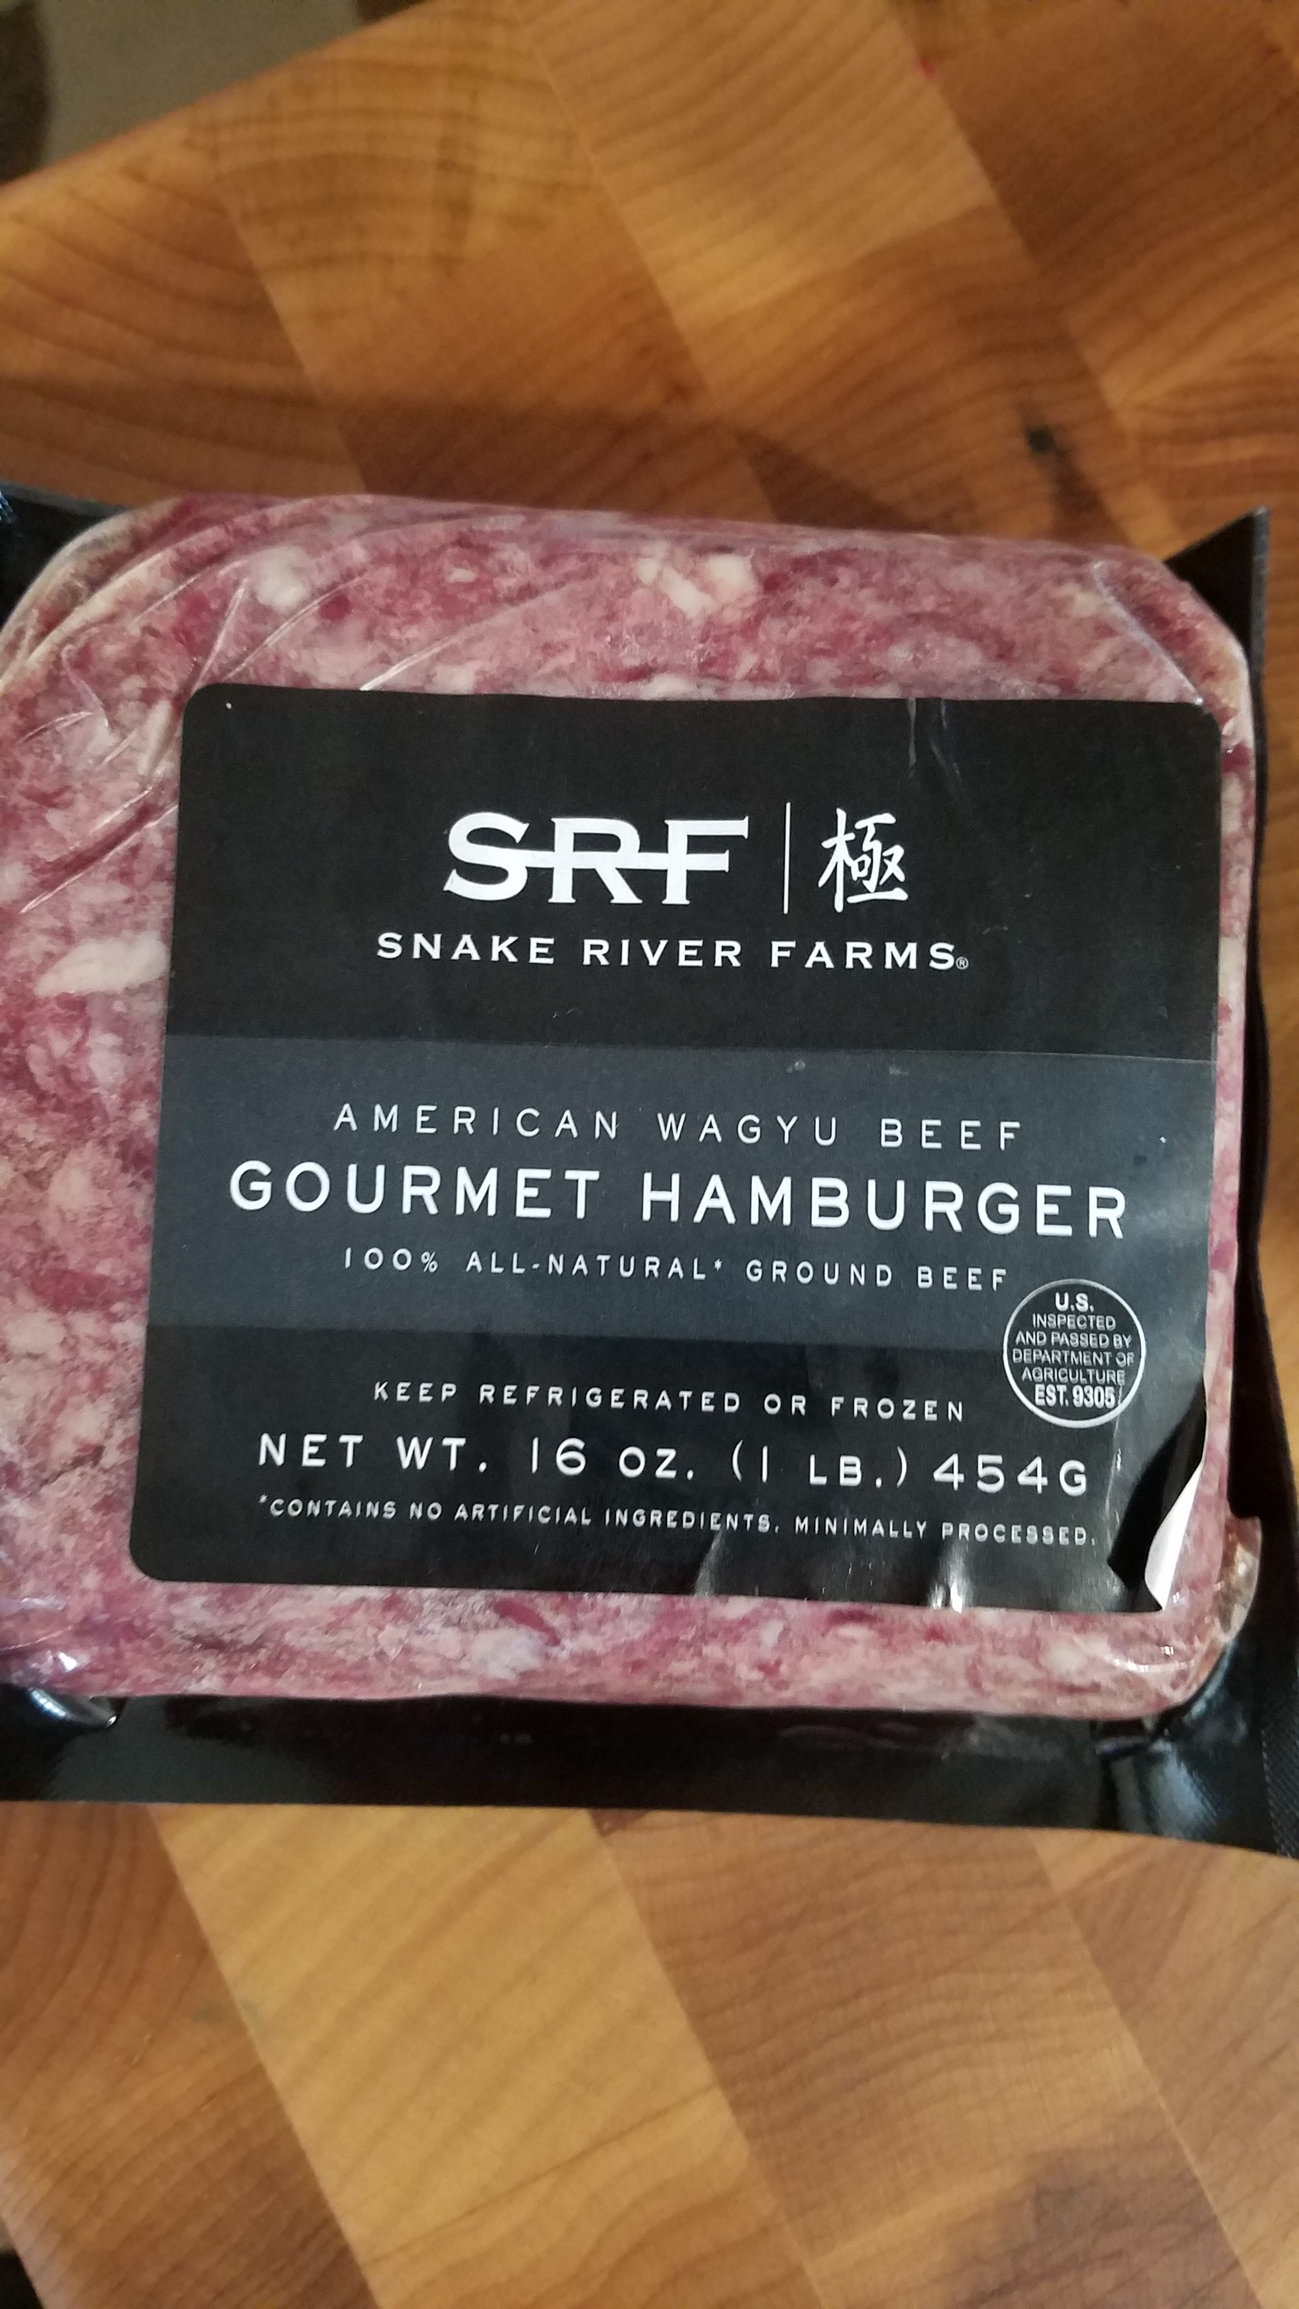 SRF | 極
SNAKE RIVER FARMS®
AMERICAN WAGYU BEEF
GOURMET HAMBURGER
100% ALL-NATURAL* GROUND BEEF
U.S.
INSPECTED
AND PASSED BY
DEPARTMENT OF
AGRICULTURE
EST. 9305
KEEP REFRIGERATED OR FROZEN
NET WT. 16 OZ. (1 LB.) 454G
*CONTAINS NO ARTIFICIAL INGREDIENTS. MINIMALLY PROCESSED.